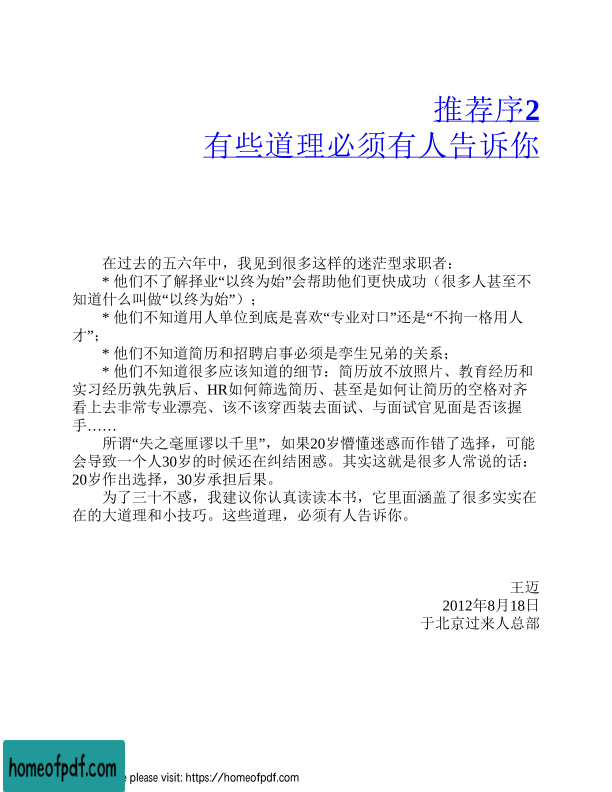 推荐序2
有些道理必须有人告诉你
在过去的五六年中，我见到很多这样的迷茫型求职者：
* 他们不了解择业“以终为始”会帮助他们更快成功（很多人甚至不
知道什么叫做“以终为始”）；
* 他们不知道用人单位到底是喜欢“专业对口”还是“不拘一格用人
才”；
* 他们不知道简历和招聘启事必须是孪生兄弟的关系；
* 他们不知道很多应该知道的细节：简历放不放照片、教育经历和
实习经历孰先孰后、HR如何筛选简历、甚至是如何让简历的空格对齐
看上去非常专业漂亮、该不该穿西装去面试、与面试官见面是否该握
手……
所谓“失之毫厘谬以千里”，如果20岁懵懂迷惑而作错了选择，可能
会导致一个人30岁的时候还在纠结困惑。其实这就是很多人常说的话：
20岁作出选择，30岁承担后果。
为了三十不惑，我建议你认真读读本书，它里面涵盖了很多实实在
在的大道理和小技巧。这些道理，必须有人告诉你。
王迈
2012年8月18日
于北京过来人总部
homeofpdf.com
e please visit: https://homeofpdf.com